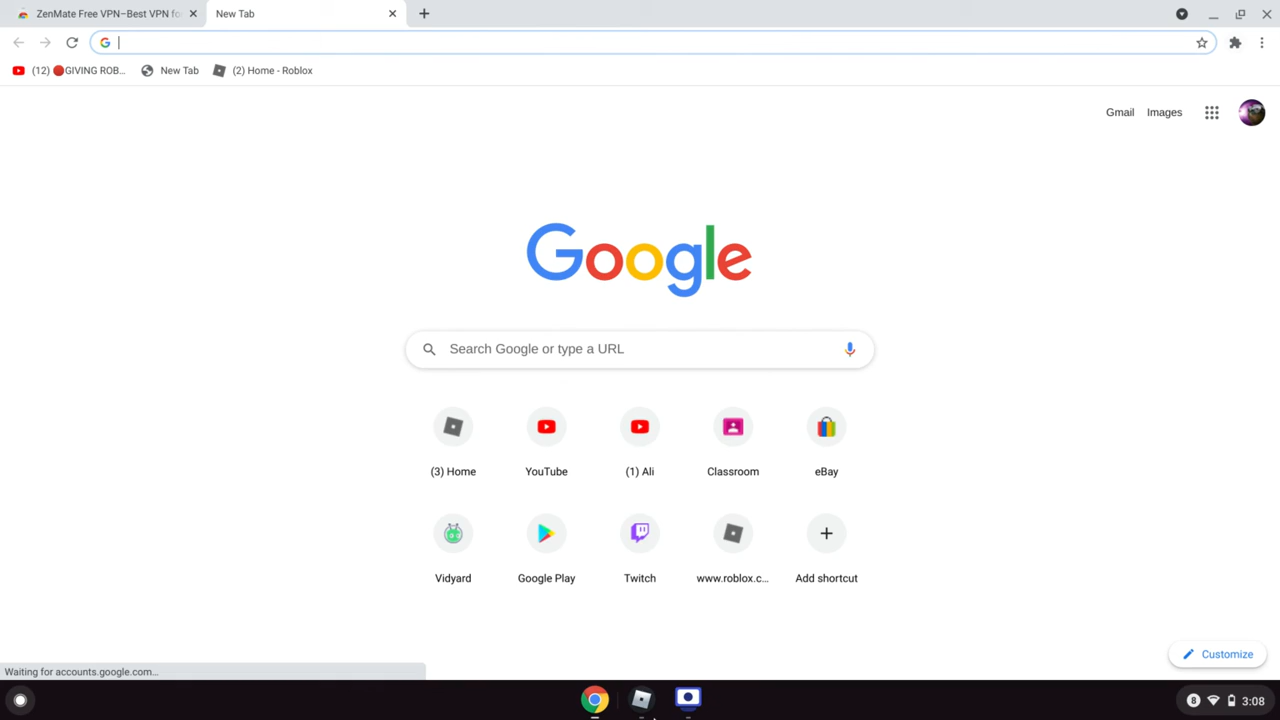 ZenMate Free VPN–Best VPN fo
New Tab
(12) 🔴GIVING ROB...
New Tab
(2) Home - Roblox
Gmail
Images
Google
Search Google or type a URL
(3) Home
YouTube
(1) Ali
Classroom
eBay
Vidyard
Google Play
Twitch
www.roblox.c...
Add shortcut
Customize
Waiting for accounts.google.com...
8
3:08